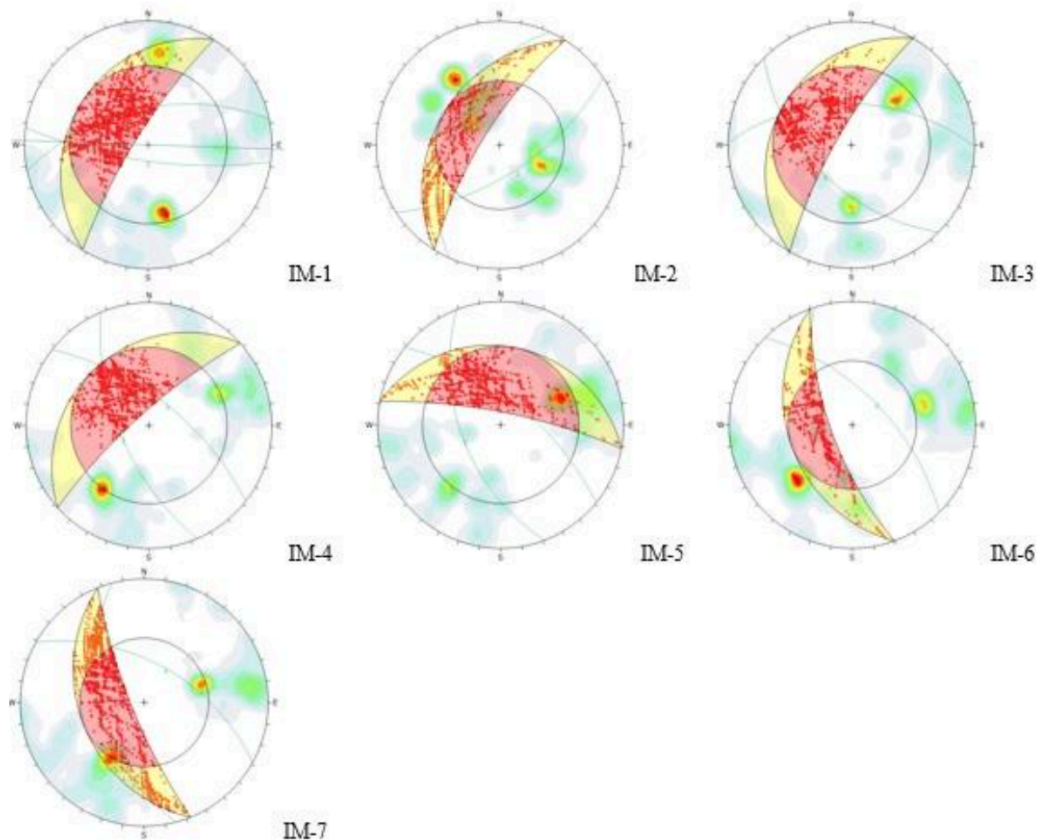 N N N
W E W E W E
S S S
IM-1 IM-2 IM-3
N N N
W E W E W E
S S S
IM-4 IM-5 IM-6
N
W E
S
IM-7